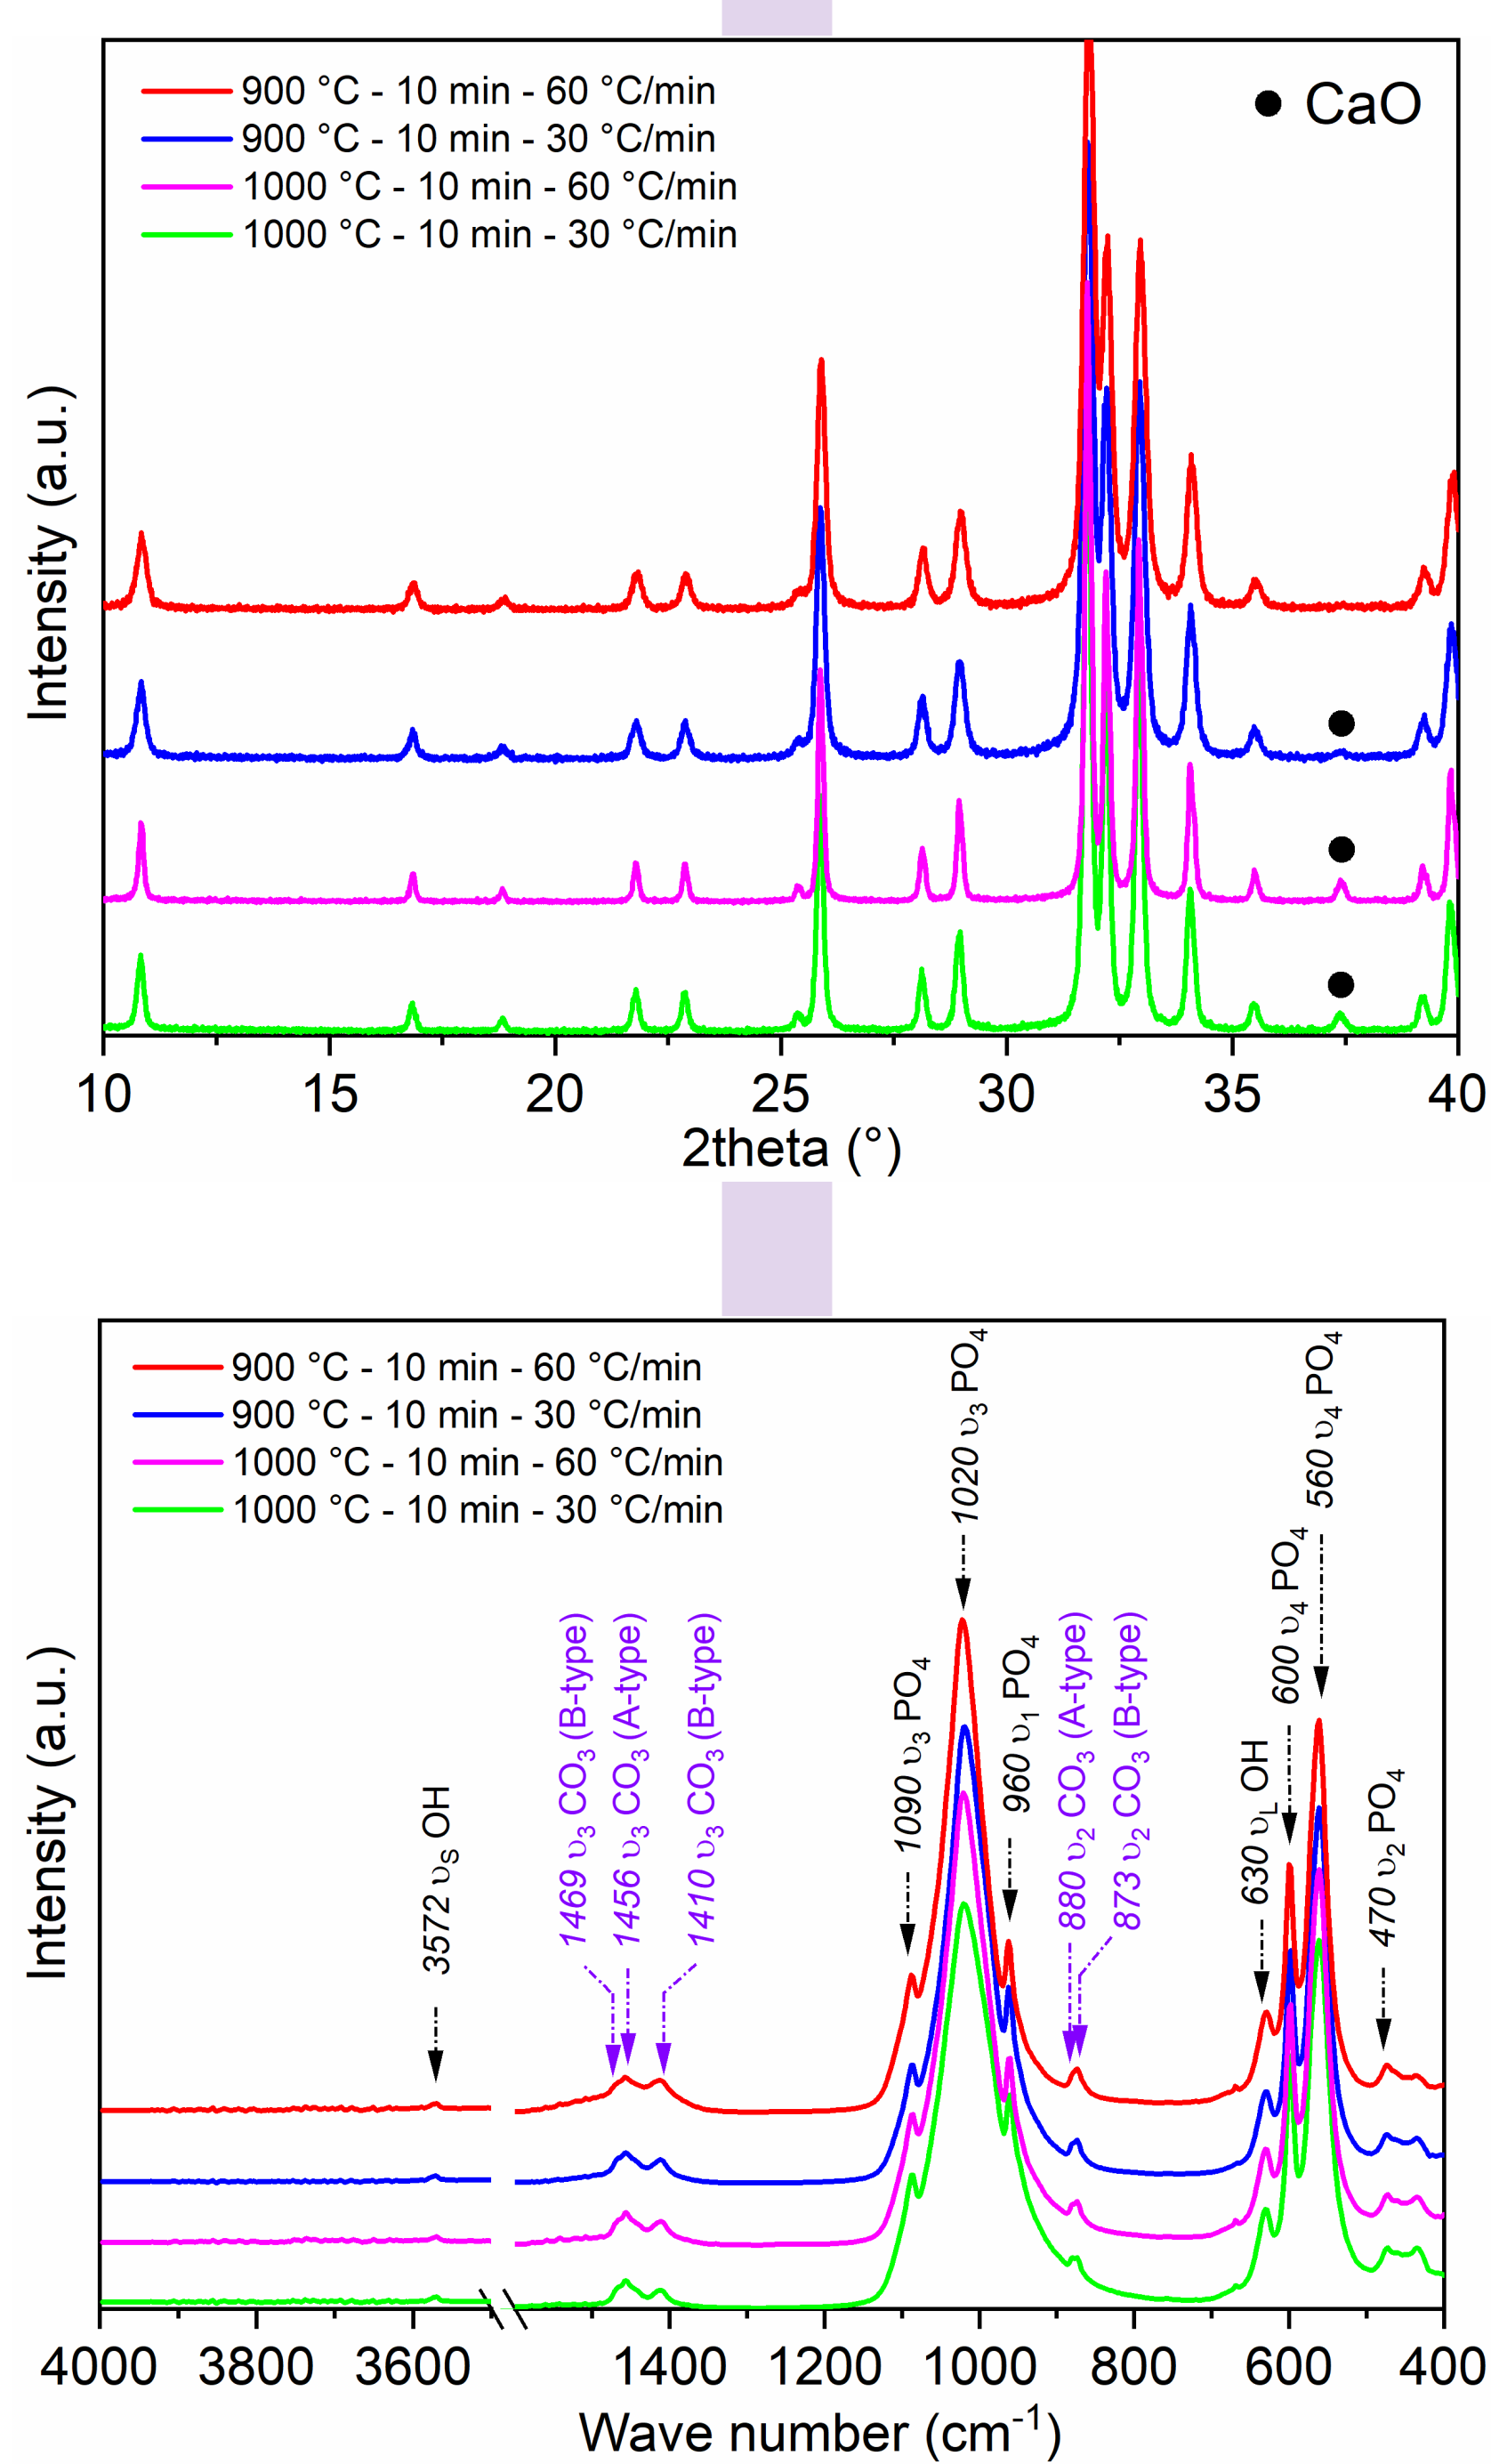 900 °C - 10 min - 60 °C/min
900 °C - 10 min - 30 °C/min
1000 °C - 10 min - 60 °C/min
1000 °C - 10 min - 30 °C/min
● CaO
Intensity (a.u.)
10 15 20 25 30 35 40
2theta (°)
900 °C - 10 min - 60 °C/min
900 °C - 10 min - 30 °C/min
1000 °C - 10 min - 60 °C/min
1000 °C - 10 min - 30 °C/min
Intensity (a.u.)
3572 υS OH
1469 υ3 CO3 (B-type)
1456 υ3 CO3 (A-type)
1410 υ3 CO3 (B-type)
1090 υ3 PO4
1020 υ3 PO4
960 υ1 PO4
880 υ2 CO3 (A-type)
873 υ2 CO3 (B-type)
630 υL OH
600 υ4 PO4
560 υ4 PO4
470 υ2 PO4
4000 3800 3600 1400 1200 1000 800 600 400
Wave number (cm-1)